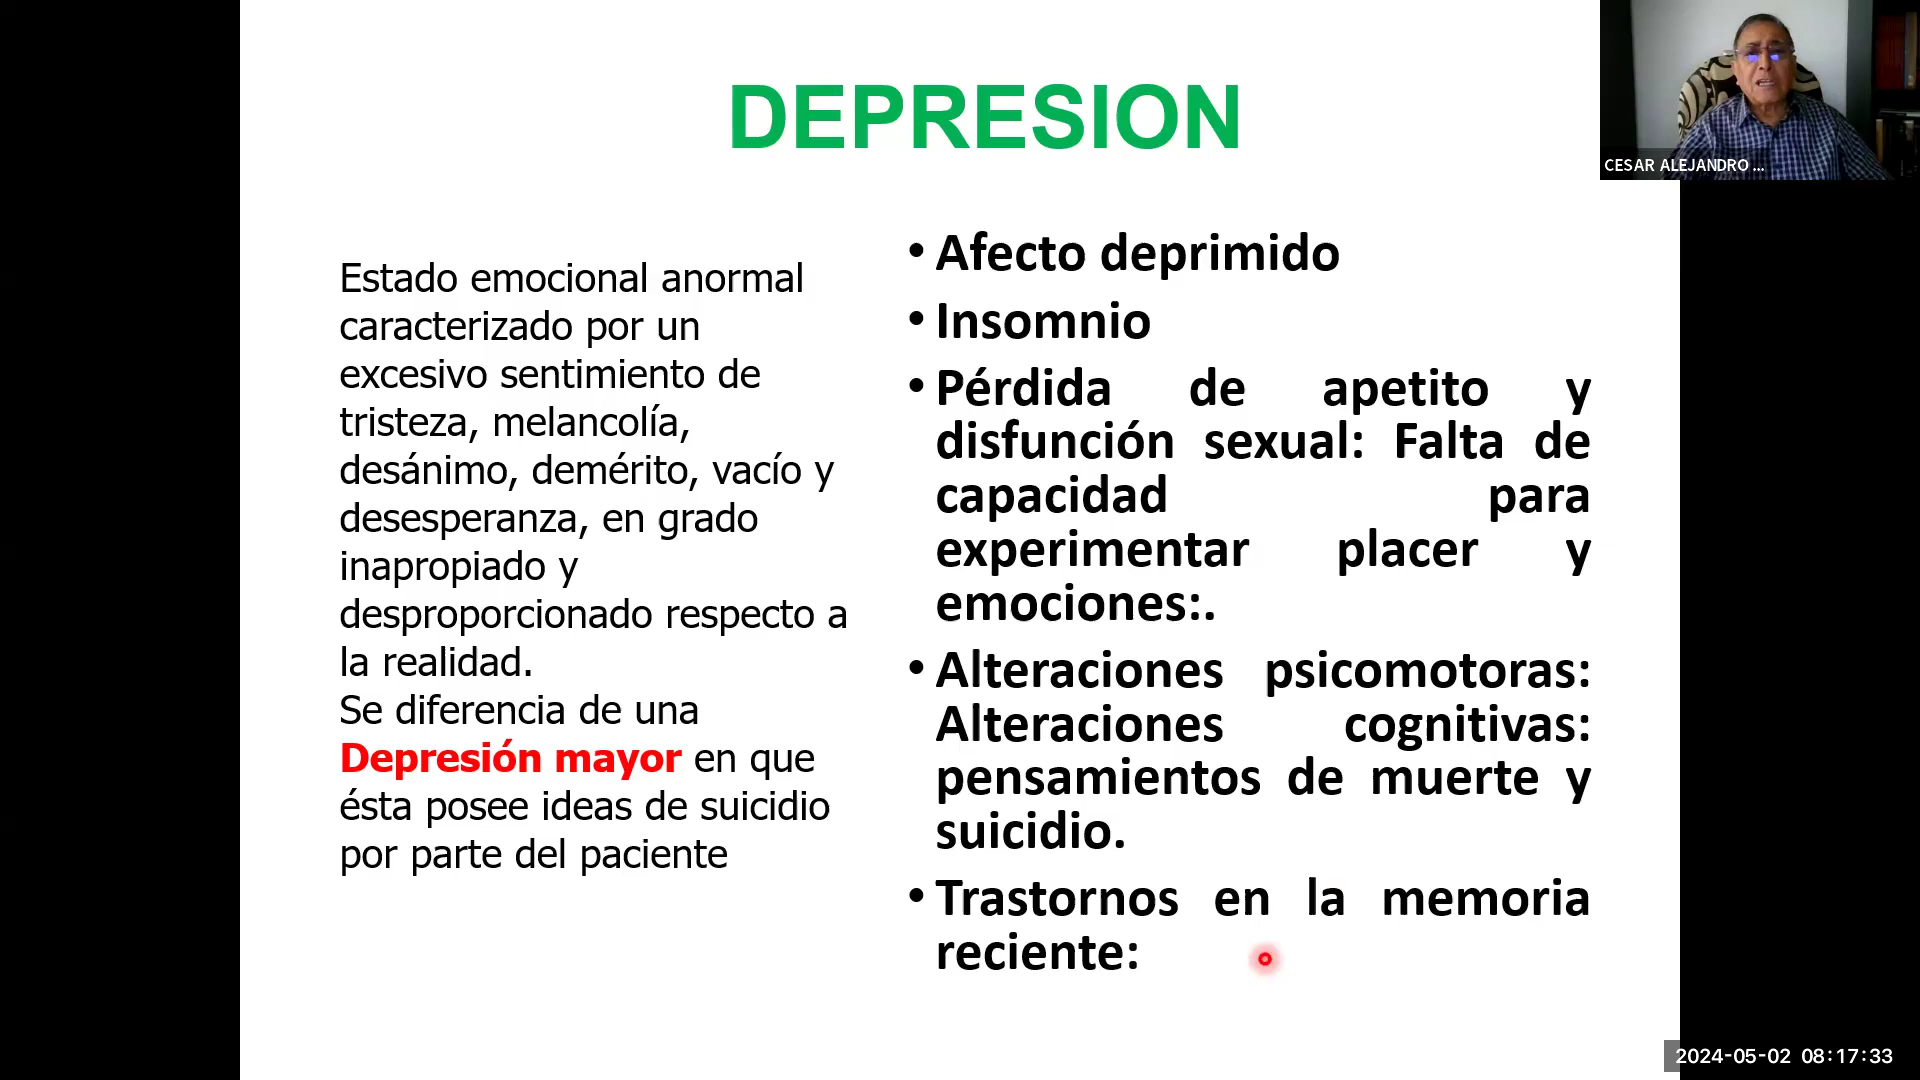 DEPRESION
CESAR ALEJANDRO ...
Estado emocional anormal
caracterizado por un
excesivo sentimiento de
tristeza, melancolía,
desánimo, demérito, vacío y
desesperanza, en grado
inapropiado y
desproporcionado respecto a
la realidad.
Se diferencia de una
Depresión mayor en que
ésta posee ideas de suicidio
por parte del paciente
• Afecto deprimido
• Insomnio
• Pérdida de apetito y
disfunción sexual: Falta de
capacidad para
experimentar placer y
emociones:.
• Alteraciones psicomotoras:
Alteraciones cognitivas:
pensamientos de muerte y
suicidio.
• Trastornos en la memoria
reciente:
2024-05-02 08:17:33